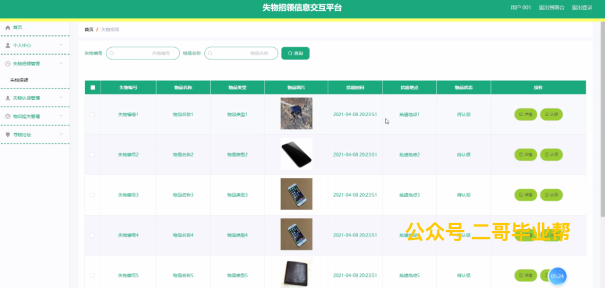 失物招领信息交互平台
用户 001 退出到前台 退出登录
首页
首页 / 失物招领
个人中心
失物编号 失物编号 物品名称 物品名称 查询
失物招领管理
失物招领
失物认领管理
物品丢失管理
寻物论坛
失物编号 物品名称 物品类型 物品图片 拾遗时间 拾遗地点 物品状态 操作
失物编号1 物品名称1 物品类型1 2021-04-08 20:23:51 拾遗地点1 待认领 详情 认领
失物编号2 物品名称2 物品类型2 2021-04-08 20:23:51 拾遗地点2 待认领 详情 认领
失物编号3 物品名称3 物品类型3 2021-04-08 20:23:51 拾遗地点3 待认领 详情 认领
失物编号4 物品名称4 物品类型4 2021-04-08 20:23:51 拾遗地点4 待认领
公众号 二哥毕业帮
失物编号5 物品名称5 物品类型5 2021-04-08 20:23:51 拾遗地点5 待认领 详情
05:24